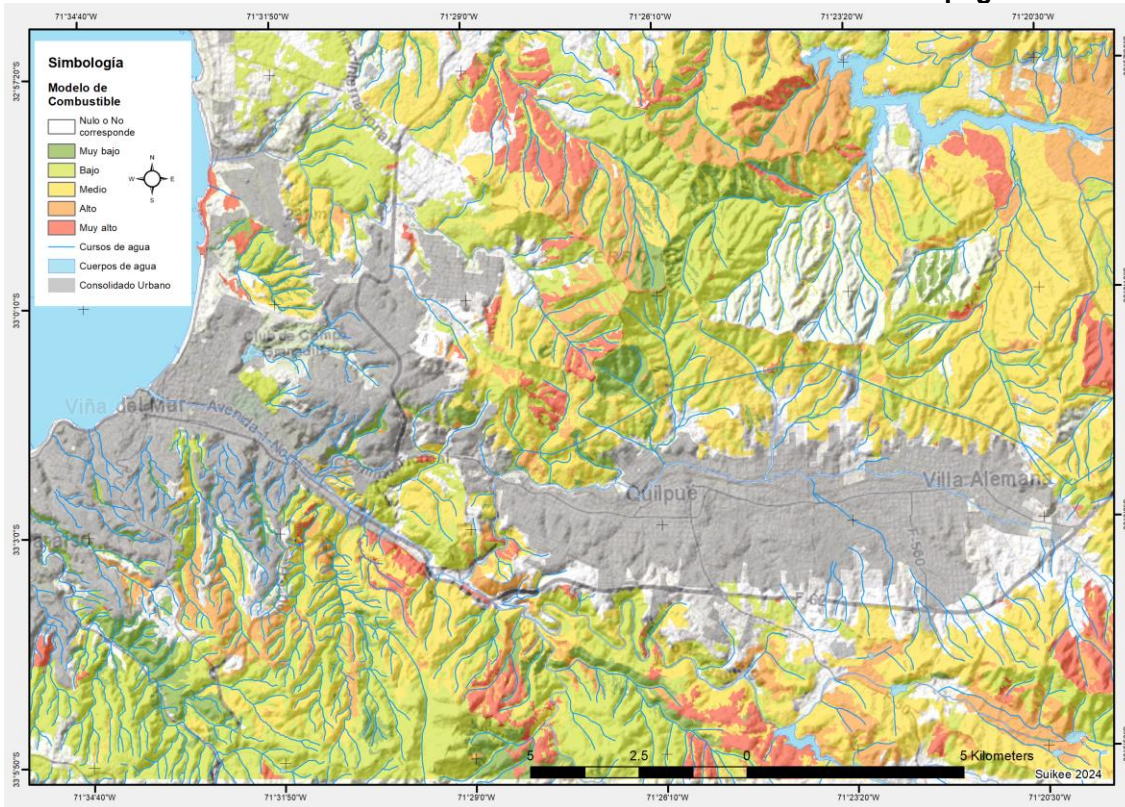 71°34'40"W
71°31'50"W
71°29'0"W
71°26'10"W
71°23'20"W
71°20'30"W
32°57'20"S
33°0'10"S
33°3'0"S
33°5'50"S
Simbología
Modelo de
Combustible
Nulo o No
corresponde
Muy bajo
Bajo
Medio
Alto
Muy alto
Cursos de agua
Cuerpos de agua
Consolidado Urbano
N
W
E
S
Viña del Mar
Avenida 1 Norte
Quilpué
Villa Alemana
5
2.5
0
5 Kilometers
Suikee 2024
71°34'40"W
71°31'50"W
71°29'0"W
71°26'10"W
71°23'20"W
71°20'30"W